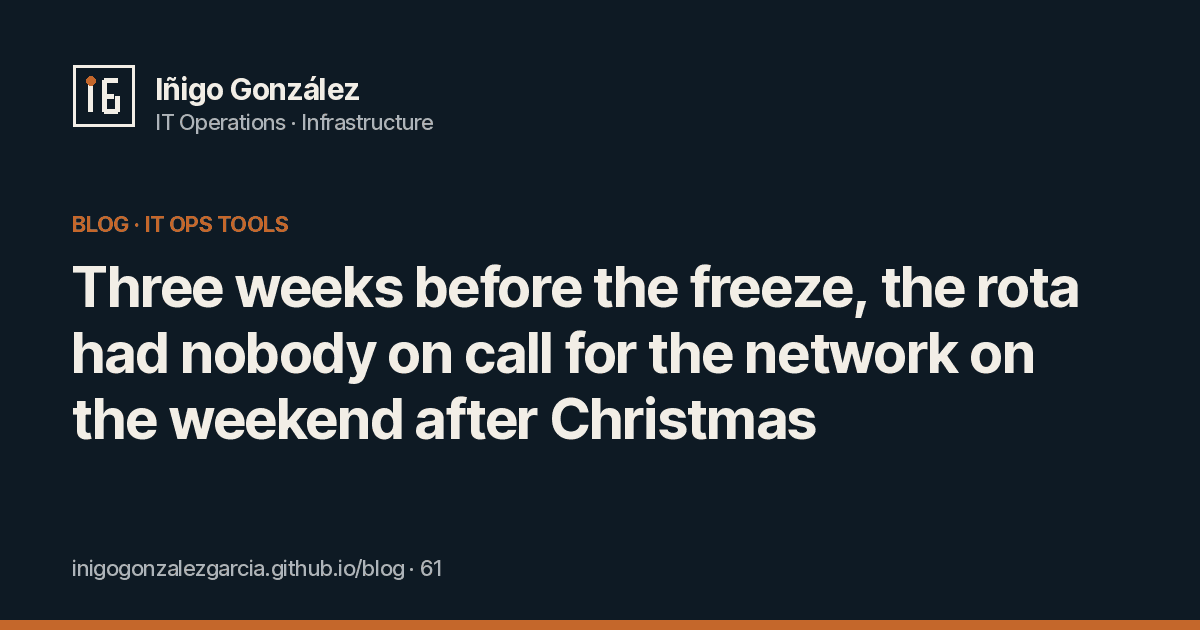 iG
Iñigo González
IT Operations · Infrastructure
BLOG · IT OPS TOOLS
Three weeks before the freeze, the rota
had nobody on call for the network on
the weekend after Christmas
inigogonzalezgarcia.github.io/blog · 61